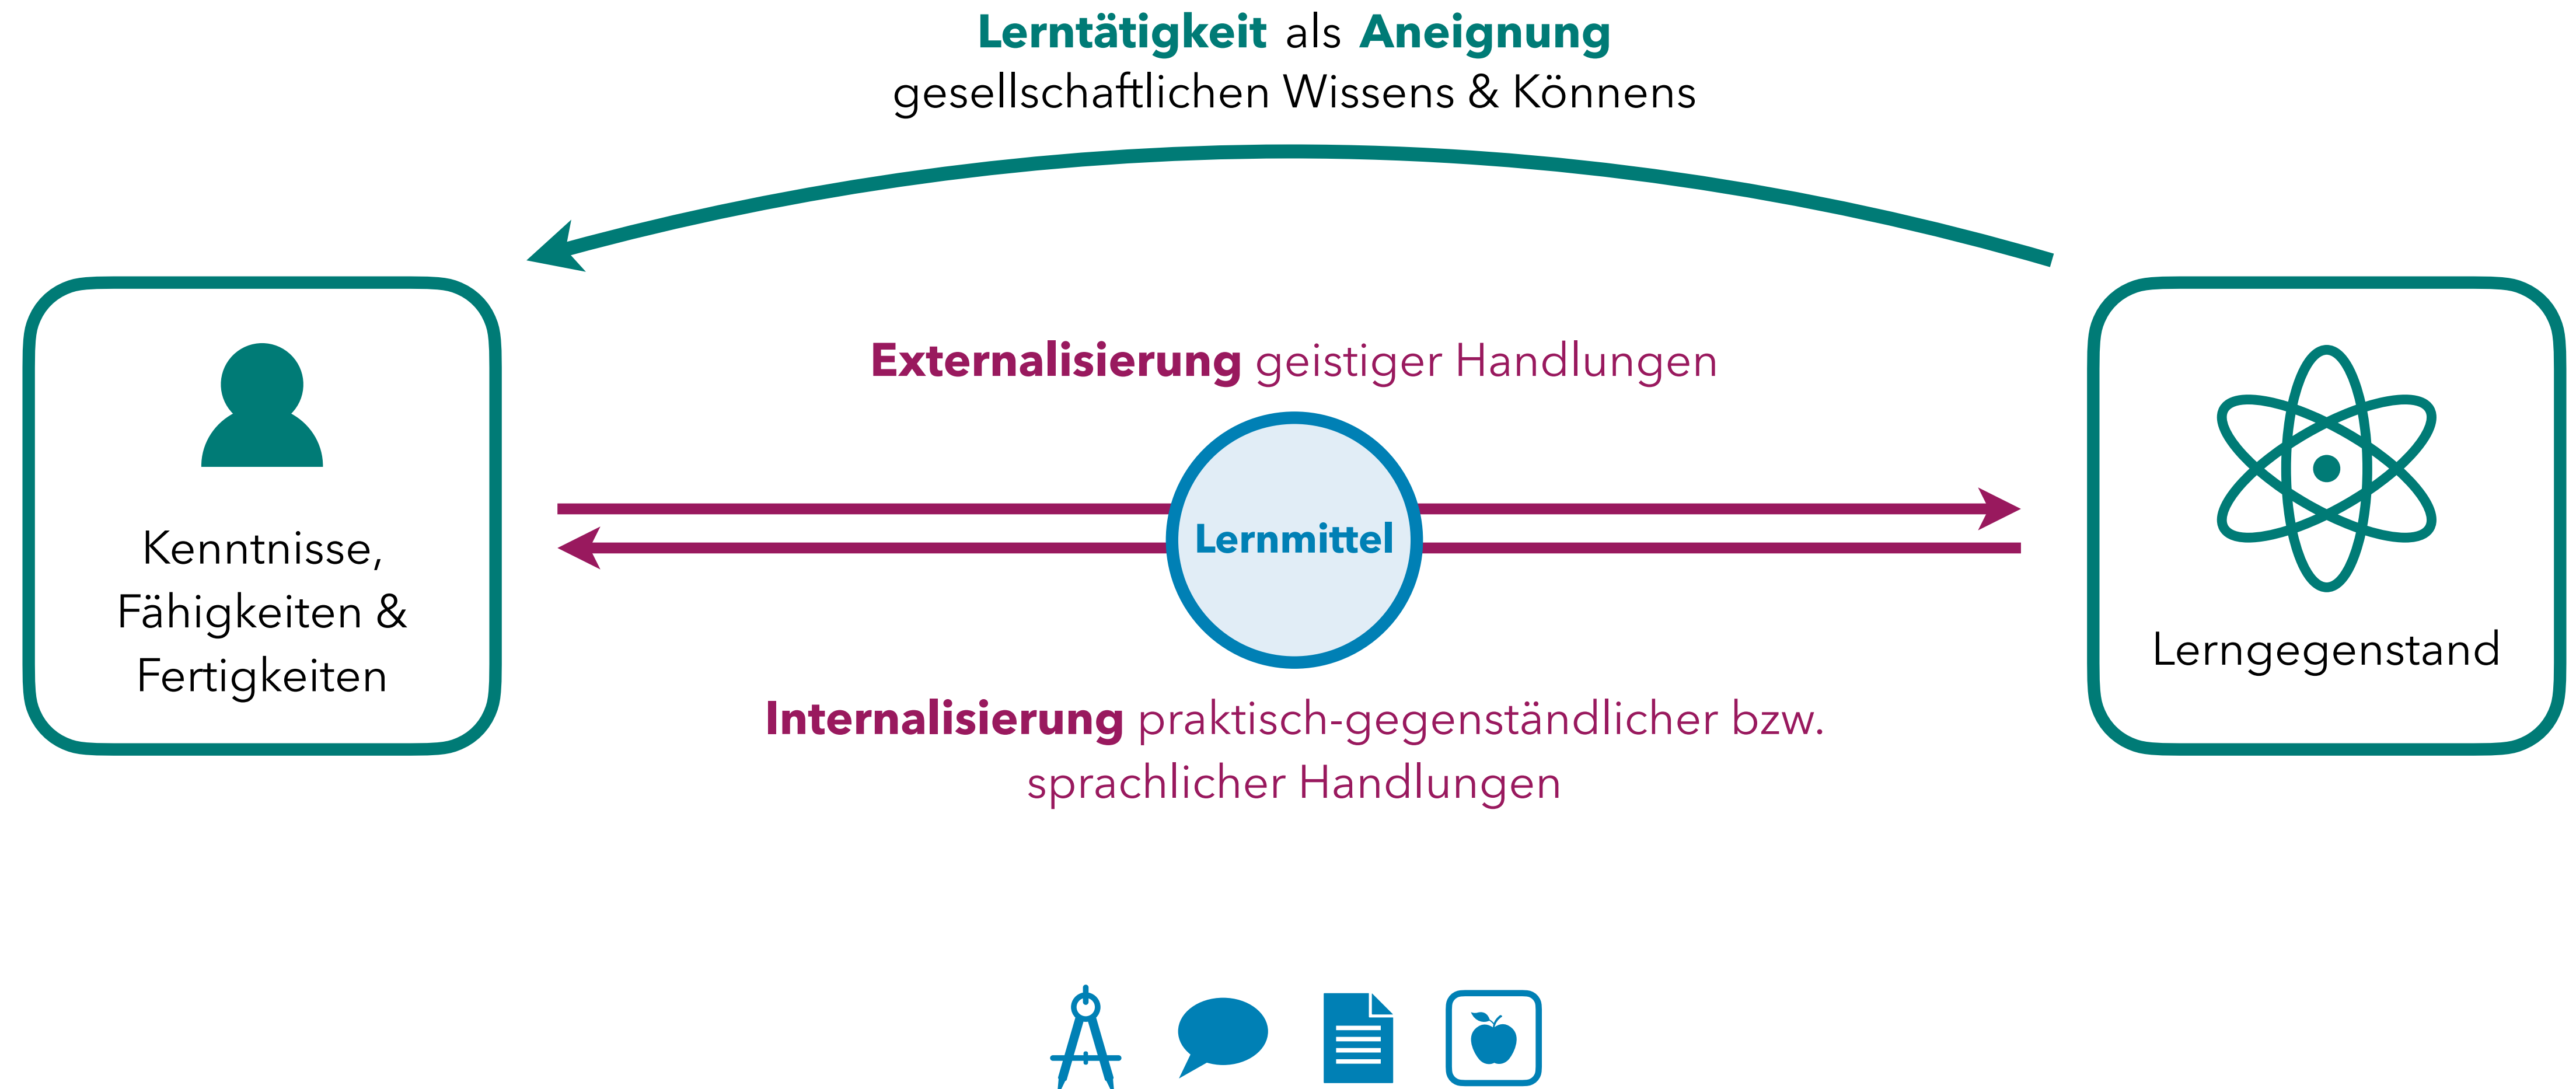 Lerntätigkeit als Aneignung
gesellschaftlichen Wissens & Könnens
Externalisierung geistiger Handlungen
Lernmittel
Kenntnisse,
Fähigkeiten &
Fertigkeiten
Lerngegenstand
Internalisierung praktisch-gegenständlicher bzw.
sprachlicher Handlungen